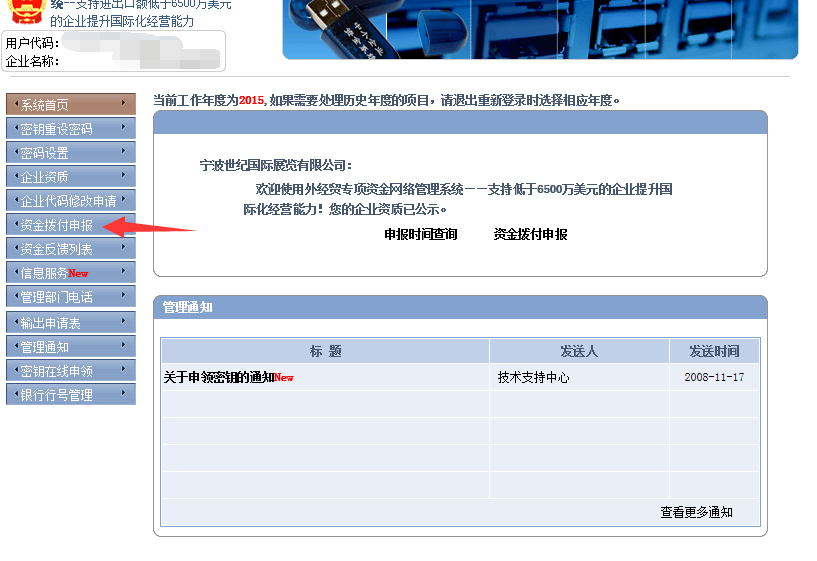 统--支持进出口额低于6500万美元
的企业提升国际化经营能力
用户代码：
企业名称：
系统首页
密钥重设密码
密码设置
企业资质
企业代码修改申请
资金拨付申报
资金反馈列表
信息服务New
管理部门电话
输出申请表
管理通知
密钥在线申领
银行行号管理
当前工作年度为2015,如果需要处理历史年度的项目，请退出重新登录时选择相应年度。
宁波世纪国际展览有限公司：
欢迎使用外经贸专项资金网络管理系统－－支持低于6500万美元的企业提升国
际化经营能力！您的企业资质已公示。
申报时间查询 资金拨付申报
管理通知
标 题 发送人 发送时间
关于申领密钥的通知New 技术支持中心 2008-11-17
查看更多通知